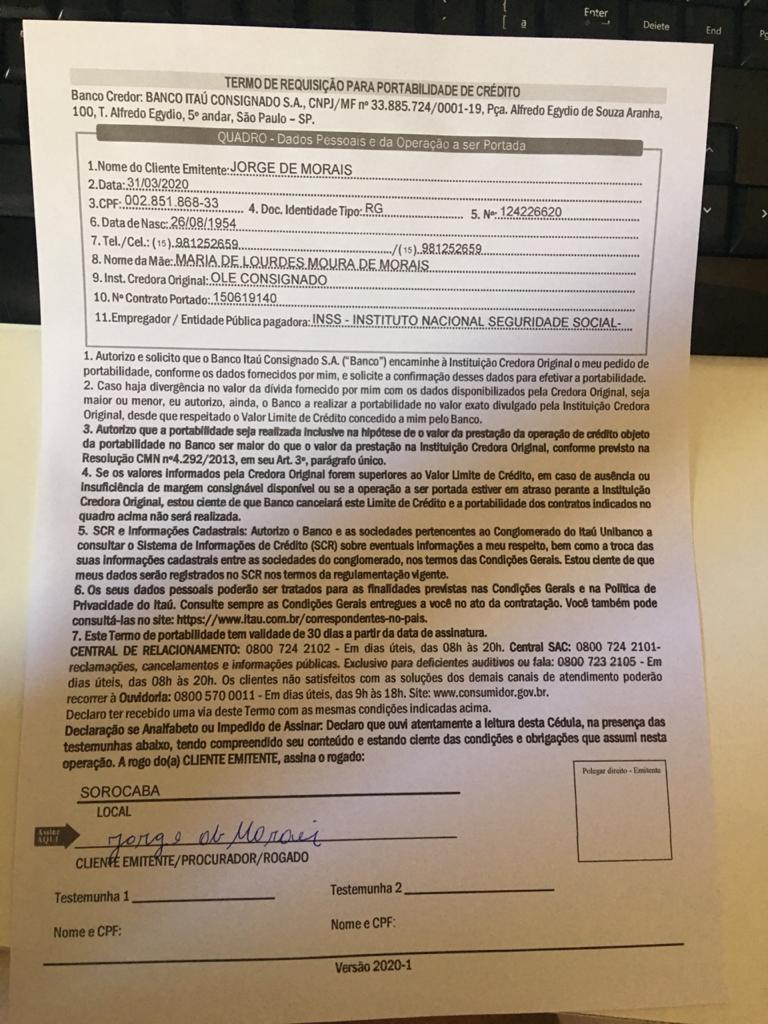 Enter
Delete
End
TERMO DE REQUISIÇÃO PARA PORTABILIDADE DE CRÉDITO
Banco Credor: BANCO ITAÚ CONSIGNADO S.A., CNPJ/MF nº 33.885.724/0001-19, Pça. Alfredo Egydio de Souza Aranha,
100, T. Alfredo Egydio, 5º andar, São Paulo – SP.
QUADRO - Dados Pessoais e da Operação a ser Portada
1.Nome do Cliente Emitente: JORGE DE MORAIS
2.Data: 31/03/2020
3.CPF: 002.851.868-33 4. Doc. Identidade Tipo: RG 5. Nº 124226620
6. Data de Nasc: 26/08/1954
7. Tel./Cel.: (15) 981252659 /(15) 981252659
8. Nome da Mãe: MARIA DE LOURDES MOURA DE MORAIS
9. Inst. Credora Original: OLE CONSIGNADO
10. Nº Contrato Portado: 150619140
11.Empregador / Entidade Pública pagadora: INSS - INSTITUTO NACIONAL SEGURIDADE SOCIAL-
1. Autorizo e solicito que o Banco Itaú Consignado S.A. ("Banco") encaminhe à Instituição Credora Original o meu pedido de
portabilidade, conforme os dados fornecidos por mim, e solicite a confirmação desses dados para efetivar a portabilidade.
2. Caso haja divergência no valor da dívida fornecido por mim com os dados disponibilizados pela Credora Original, seja
maior ou menor, eu autorizo, ainda, o Banco a realizar a portabilidade no valor exato divulgado pela Instituição Credora
Original, desde que respeitado o Valor Limite de Crédito concedido a mim pelo Banco.
3. Autorizo que a portabilidade seja realizada inclusive na hipótese de o valor da prestação da operação de crédito objeto
da portabilidade no Banco ser maior do que o valor da prestação na Instituição Credora Original, conforme previsto na
Resolução CMN nº4.292/2013, em seu Art. 3º, parágrafo único.
4. Se os valores informados pela Credora Original forem superiores ao Valor Limite de Crédito, em caso de ausência ou
insuficiência de margem consignável disponível ou se a operação a ser portada estiver em atraso perante a Instituição
Credora Original, estou ciente de que Banco cancelará este Limite de Crédito e a portabilidade dos contratos indicados no
quadro acima não será realizada.
5. SCR e Informações Cadastrais: Autorizo o Banco e as sociedades pertencentes ao Conglomerado do Itaú Unibanco a
consultar o Sistema de Informações de Crédito (SCR) sobre eventuais informações a meu respeito, bem como a troca das
suas informações cadastrais entre as sociedades do conglomerado, nos termos das Condições Gerais. Estou ciente de que
meus dados serão registrados no SCR nos termos da regulamentação vigente.
6. Os seus dados pessoais poderão ser tratados para as finalidades previstas nas Condições Gerais e na Política de
Privacidade do Itaú. Consulte sempre as Condições Gerais entregues a você no ato da contratação. Você também pode
consultá-las no site: https://www.itau.com.br/correspondentes-no-pais.
7. Este Termo de portabilidade tem validade de 30 dias a partir da data de assinatura.
CENTRAL DE RELACIONAMENTO: 0800 724 2102 - Em dias úteis, das 08h às 20h. Central SAC: 0800 724 2101-
reclamações, cancelamentos e informações públicas. Exclusivo para deficientes auditivos ou fala: 0800 723 2105 - Em
dias úteis, das 08h às 20h. Os clientes não satisfeitos com as soluções dos demais canais de atendimento poderão
recorrer à Ouvidoria: 0800 570 0011 - Em dias úteis, das 9h às 18h. Site: www.consumidor.gov.br.
Declaro ter recebido uma via deste Termo com as mesmas condições indicadas acima.
Declaração se Analfabeto ou Impedido de Assinar: Declaro que ouvi atentamente a leitura desta Cédula, na presença das
testemunhas abaixo, tendo compreendido seu conteúdo e estando ciente das condições e obrigações que assumi nesta
operação. A rogo do(a) CLIENTE EMITENTE, assina o rogado:
Polegar direito - Emitente
SOROCABA
LOCAL
Assine
AQUI
Jorge de Morais
CLIENTE EMITENTE/PROCURADOR/ROGADO
Testemunha 1 Testemunha 2
Nome e CPF: Nome e CPF:
Versão 2020-1